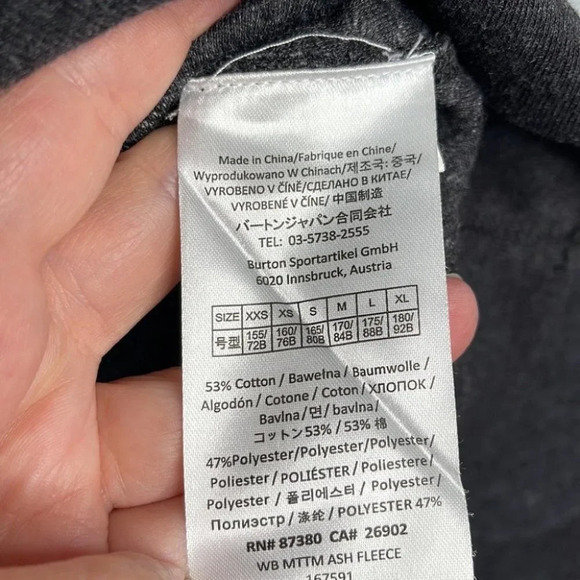 Made in China/Fabrique en Chine/
Wyprodukowano W Chinach/제조국: 중국/
VYROBENO V ČÍNĚ/СДЕЛАНО В КИТАЕ/
VYROBENÉ V ČÍNE/ 中国制造
バートンジャパン合同会社
TEL: 03-5738-2555
Burton Sportartikel GmbH
6020 Innsbruck, Austria
SIZE XXS XS S M L XL
号型 155/72B 160/76B 165/80B 170/84B 175/88B 180/92B
53% Cotton / Bawełna / Baumwolle /
Algodón / Cotone / Coton / ХЛОПОК /
Bavlna / 면 / bavlna /
コットン 53% / 53% 棉
47%Polyester/Polyester/Polyester/
Poliester / POLIÉSTER / Poliestere /
Polyester / 폴리에스터 / Polyester /
Полиэстр / 涤纶 / POLYESTER 47%
RN# 87380 CA# 26902
WB MTTM ASH FLEECE
167591